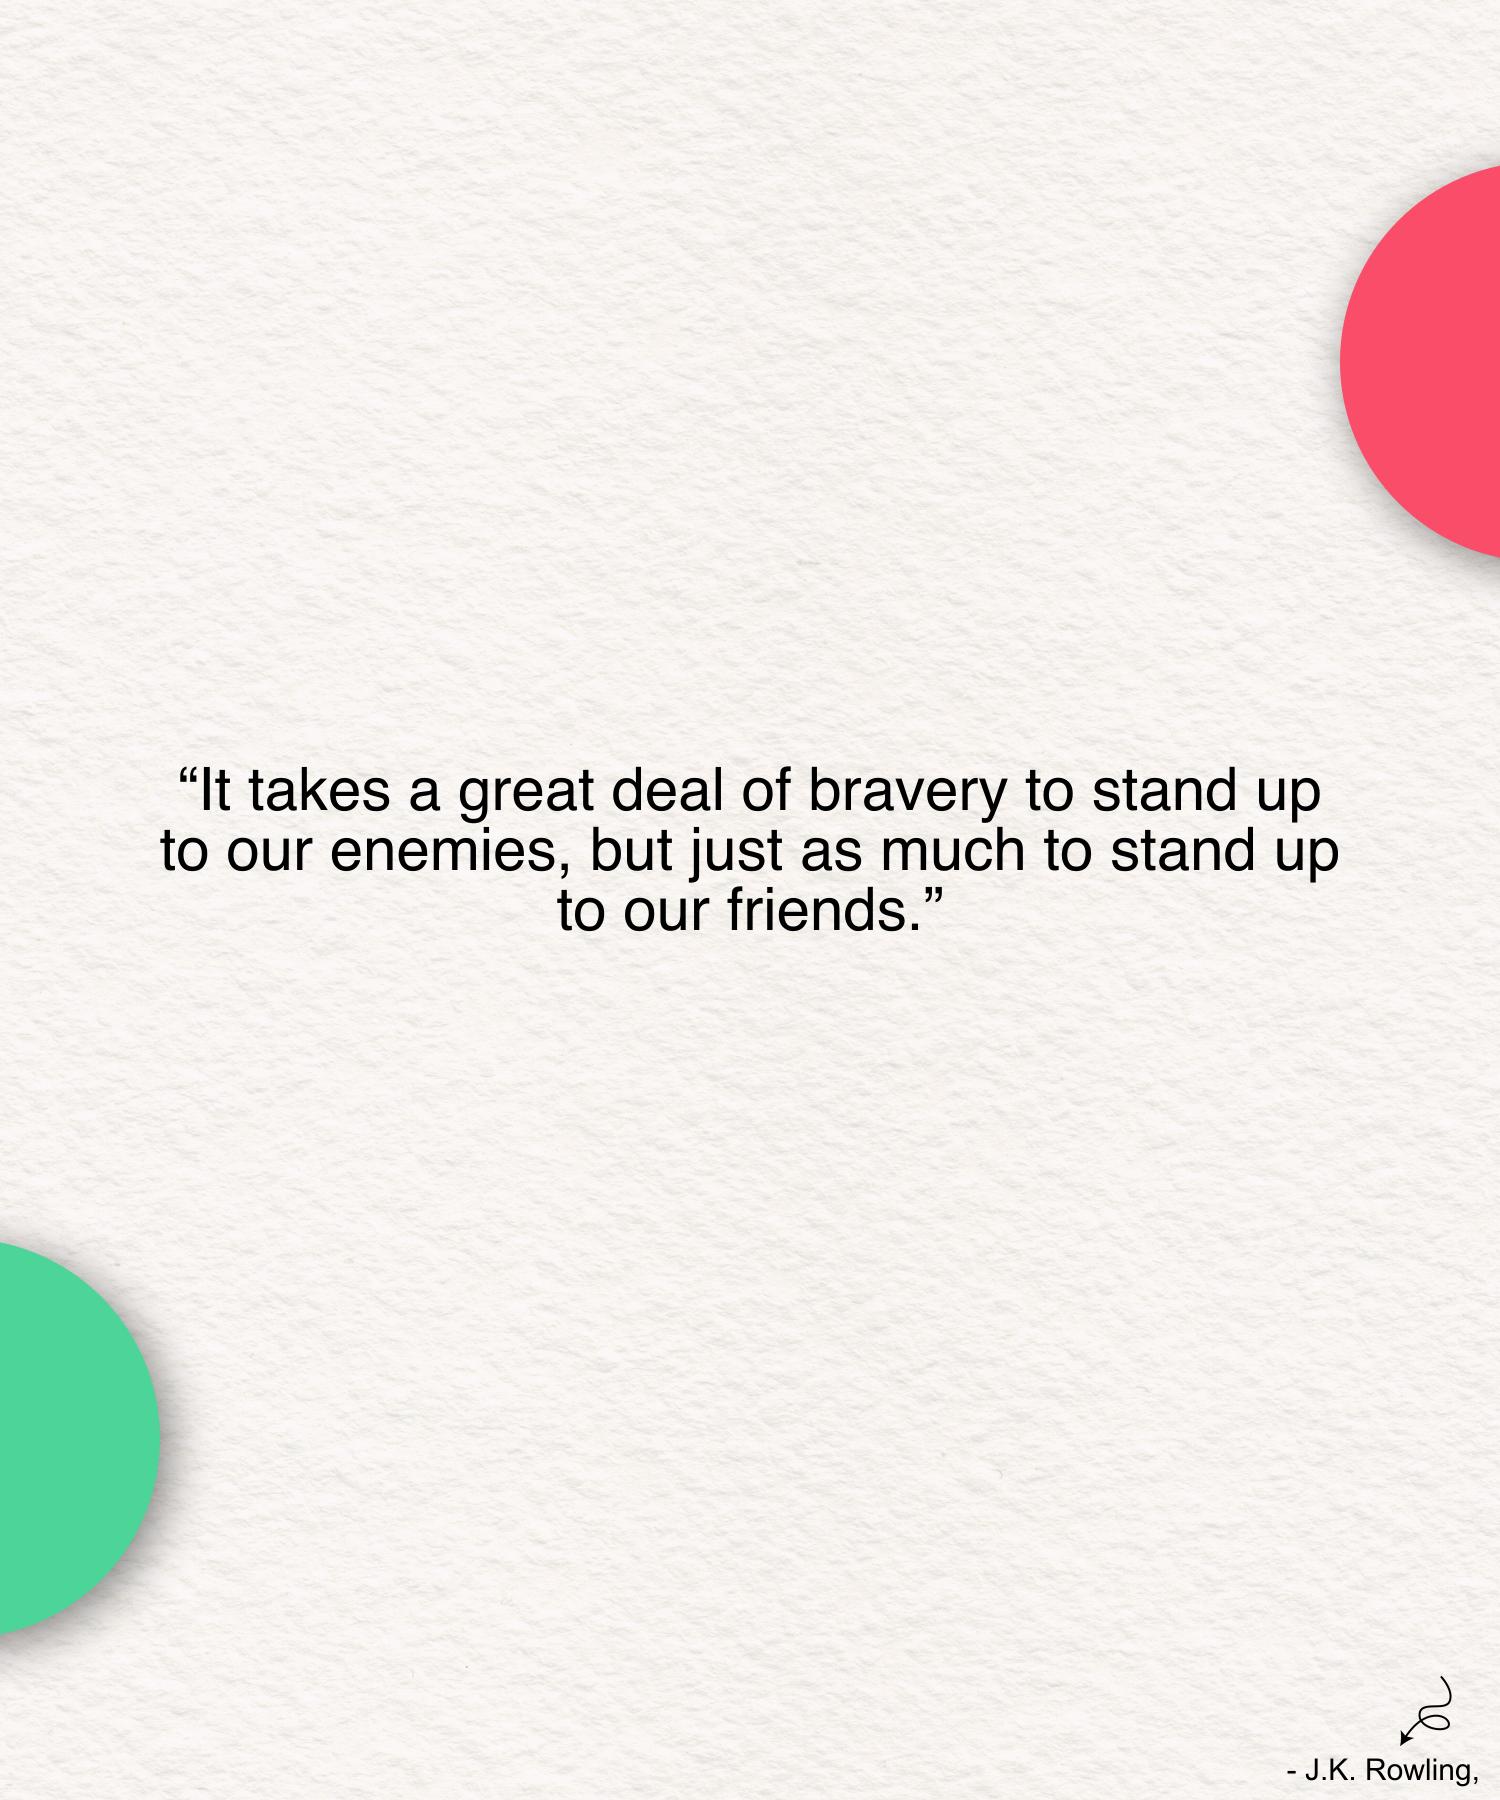 “It takes a great deal of bravery to stand up
to our enemies, but just as much to stand up
to our friends.”
- J.K. Rowling,